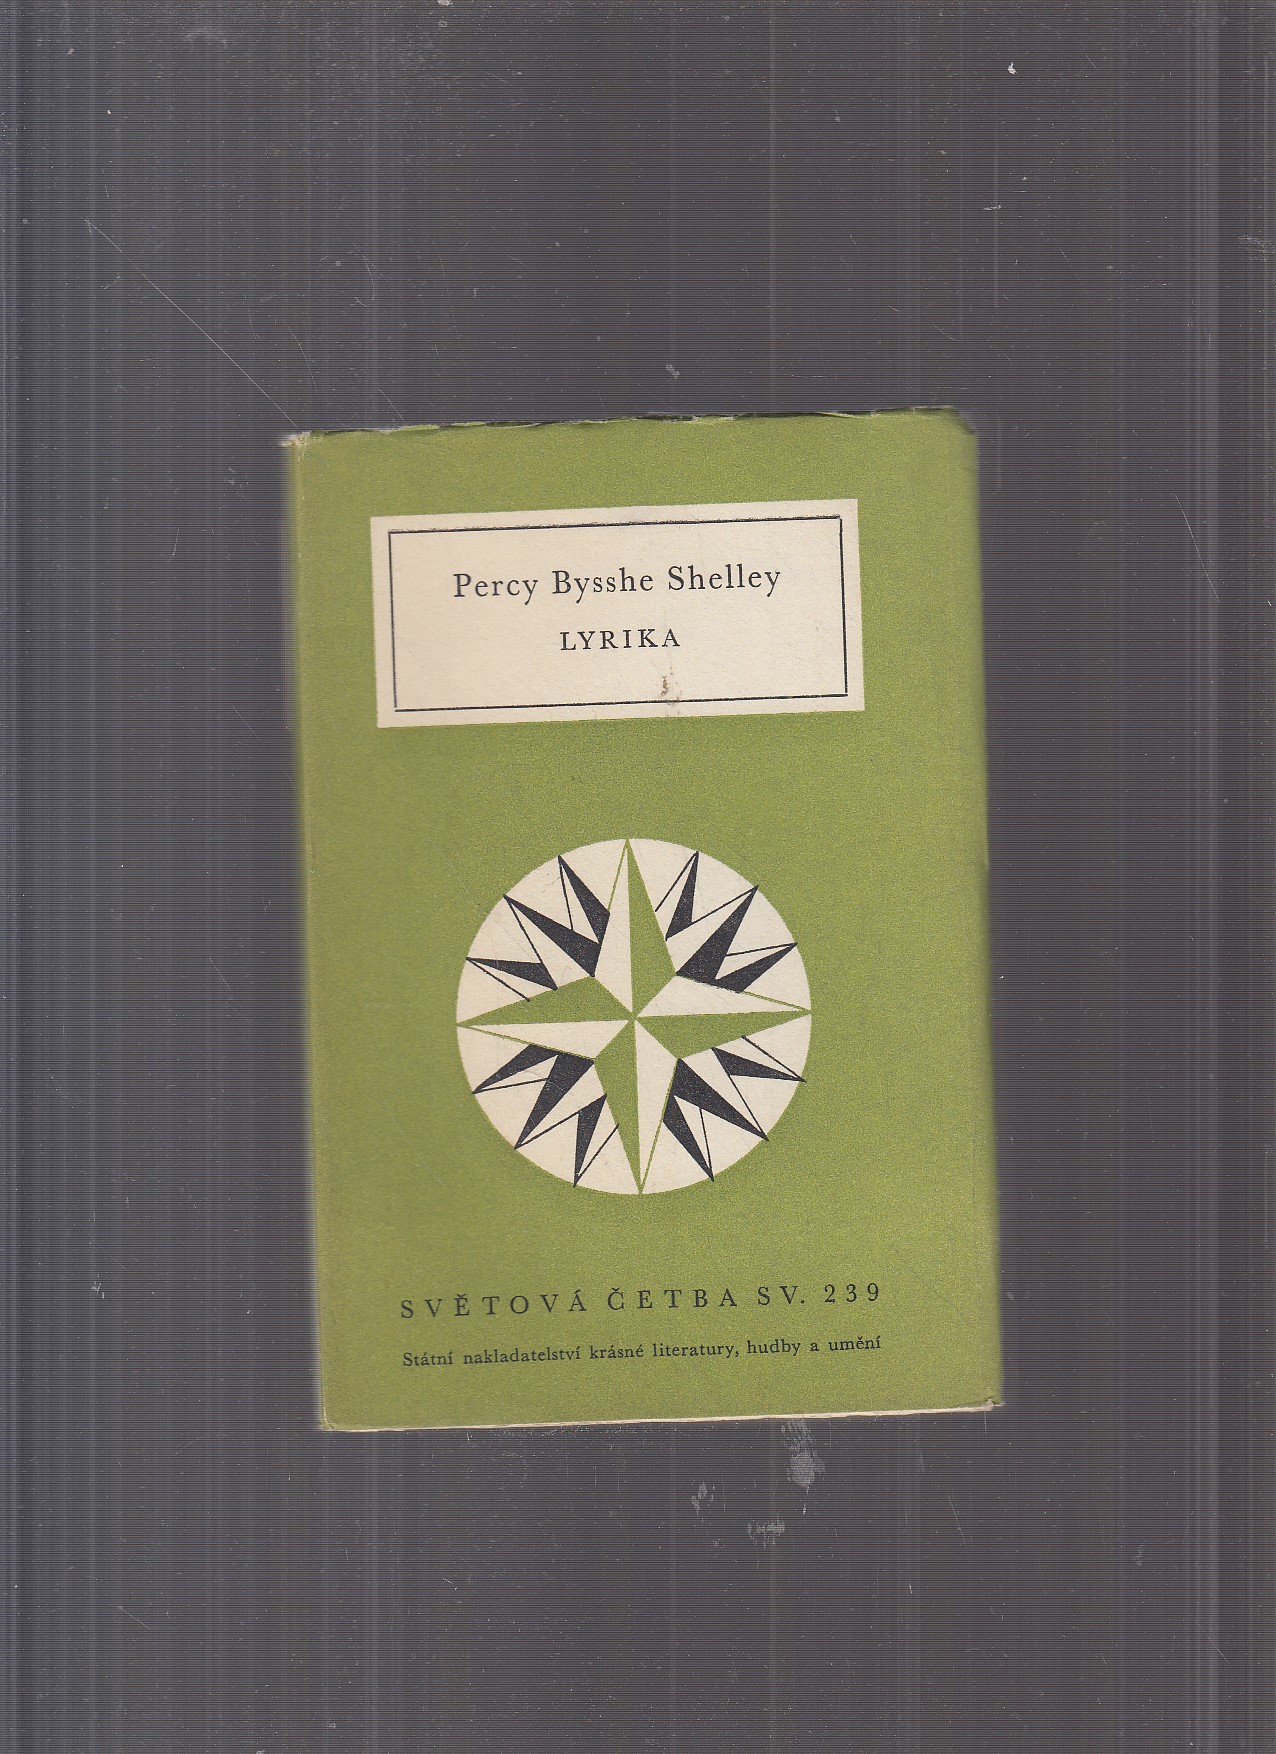 Percy Bysshe Shelley
LYRIKA
SVĚTOVÁ ČETBA SV. 239
Státní nakladatelství krásné literatury, hudby a umění